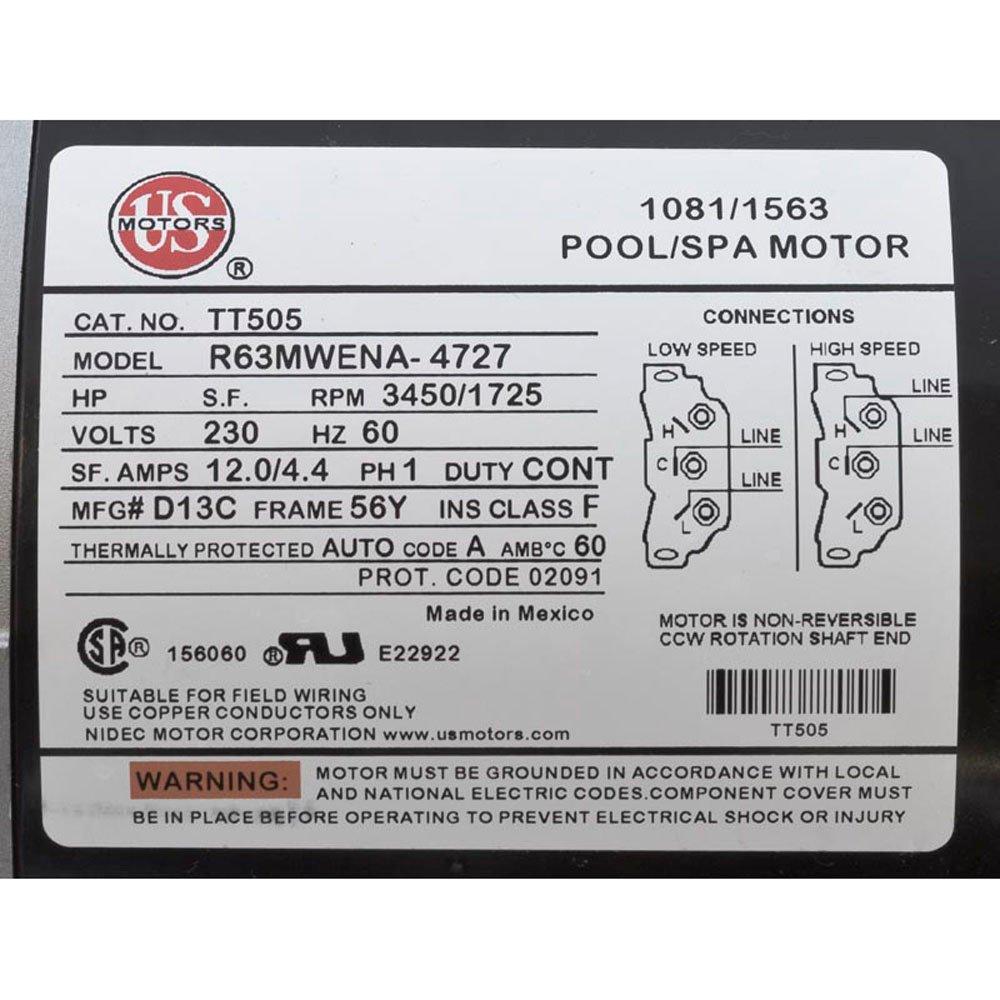 US
MOTORS
®
1081/1563
POOL/SPA MOTOR
CAT. NO. TT505
MODEL R63MWENA- 4727
HP S.F. RPM 3450/1725
VOLTS 230 HZ 60
SF. AMPS 12.0/4.4 PH 1 DUTY CONT
MFG# D13C FRAME 56Y INS CLASS F
THERMALLY PROTECTED AUTO CODE A AMB°C 60
PROT. CODE 02091
Made in Mexico
SA ® 156060 ® RU E22922
SUITABLE FOR FIELD WIRING
USE COPPER CONDUCTORS ONLY
NIDEC MOTOR CORPORATION www.usmotors.com
CONNECTIONS
LOW SPEED
H
LINE
C
LINE
L
HIGH SPEED
LINE
H
LINE
C
L
MOTOR IS NON-REVERSIBLE
CCW ROTATION SHAFT END
TT505
WARNING: MOTOR MUST BE GROUNDED IN ACCORDANCE WITH LOCAL
AND NATIONAL ELECTRIC CODES.COMPONENT COVER MUST
BE IN PLACE BEFORE OPERATING TO PREVENT ELECTRICAL SHOCK OR INJURY